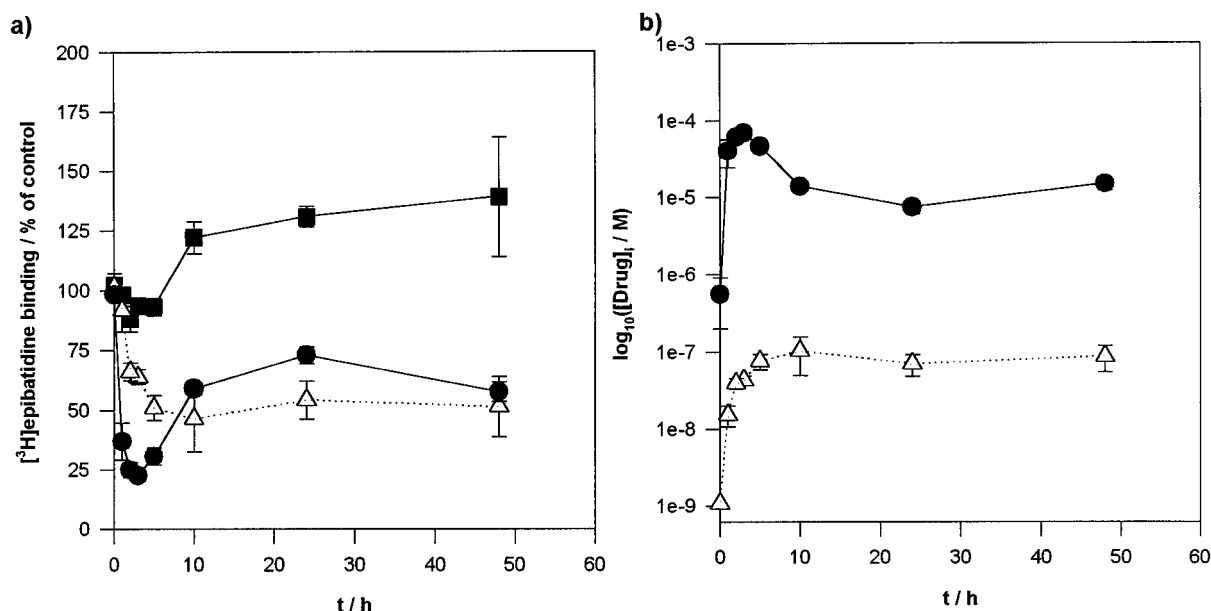 a)
[³H]epibatidine binding / % of control
200
175
150
125
100
75
50
25
0
0 10 20 30 40 50 60
t / h
b)
log₁₀([Drug]ᵢ / M)
1e-3
1e-4
1e-5
1e-6
1e-7
1e-8
1e-9
0 10 20 30 40 50 60
t / h